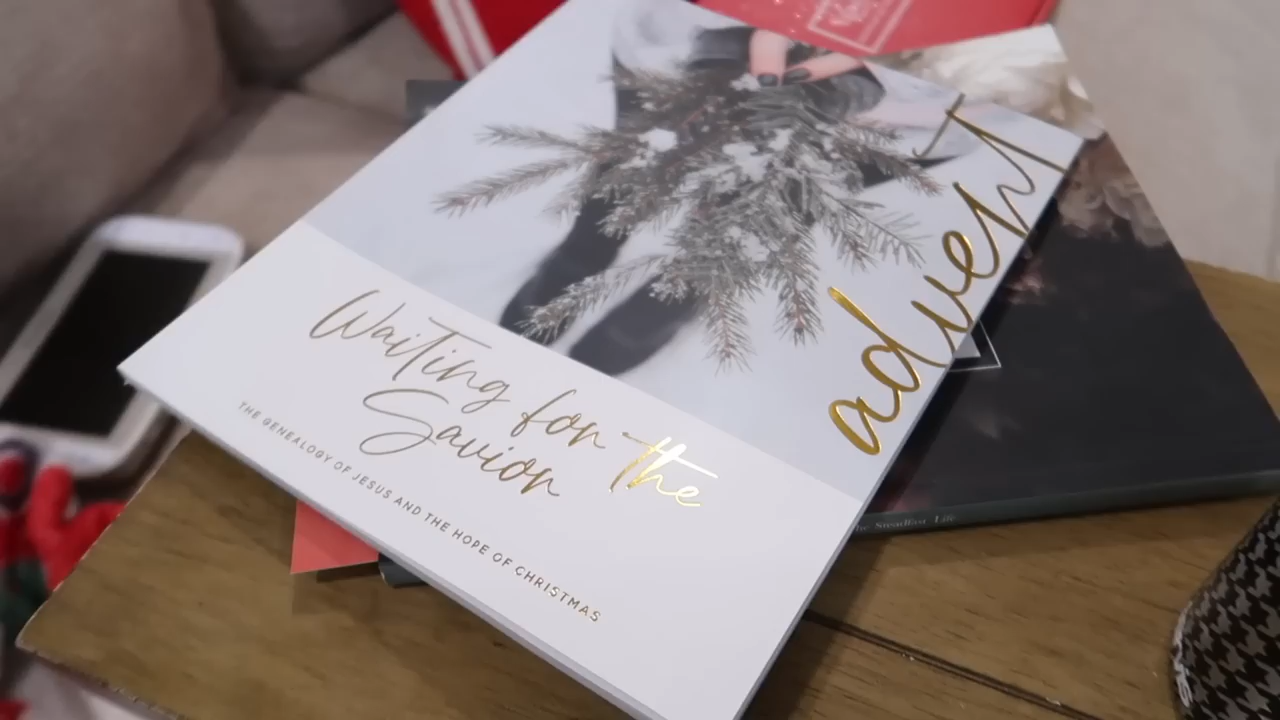 advent
Waiting for the
Savior
THE GENEALOGY OF JESUS AND THE HOPE OF CHRISTMAS
The Steadfast Life